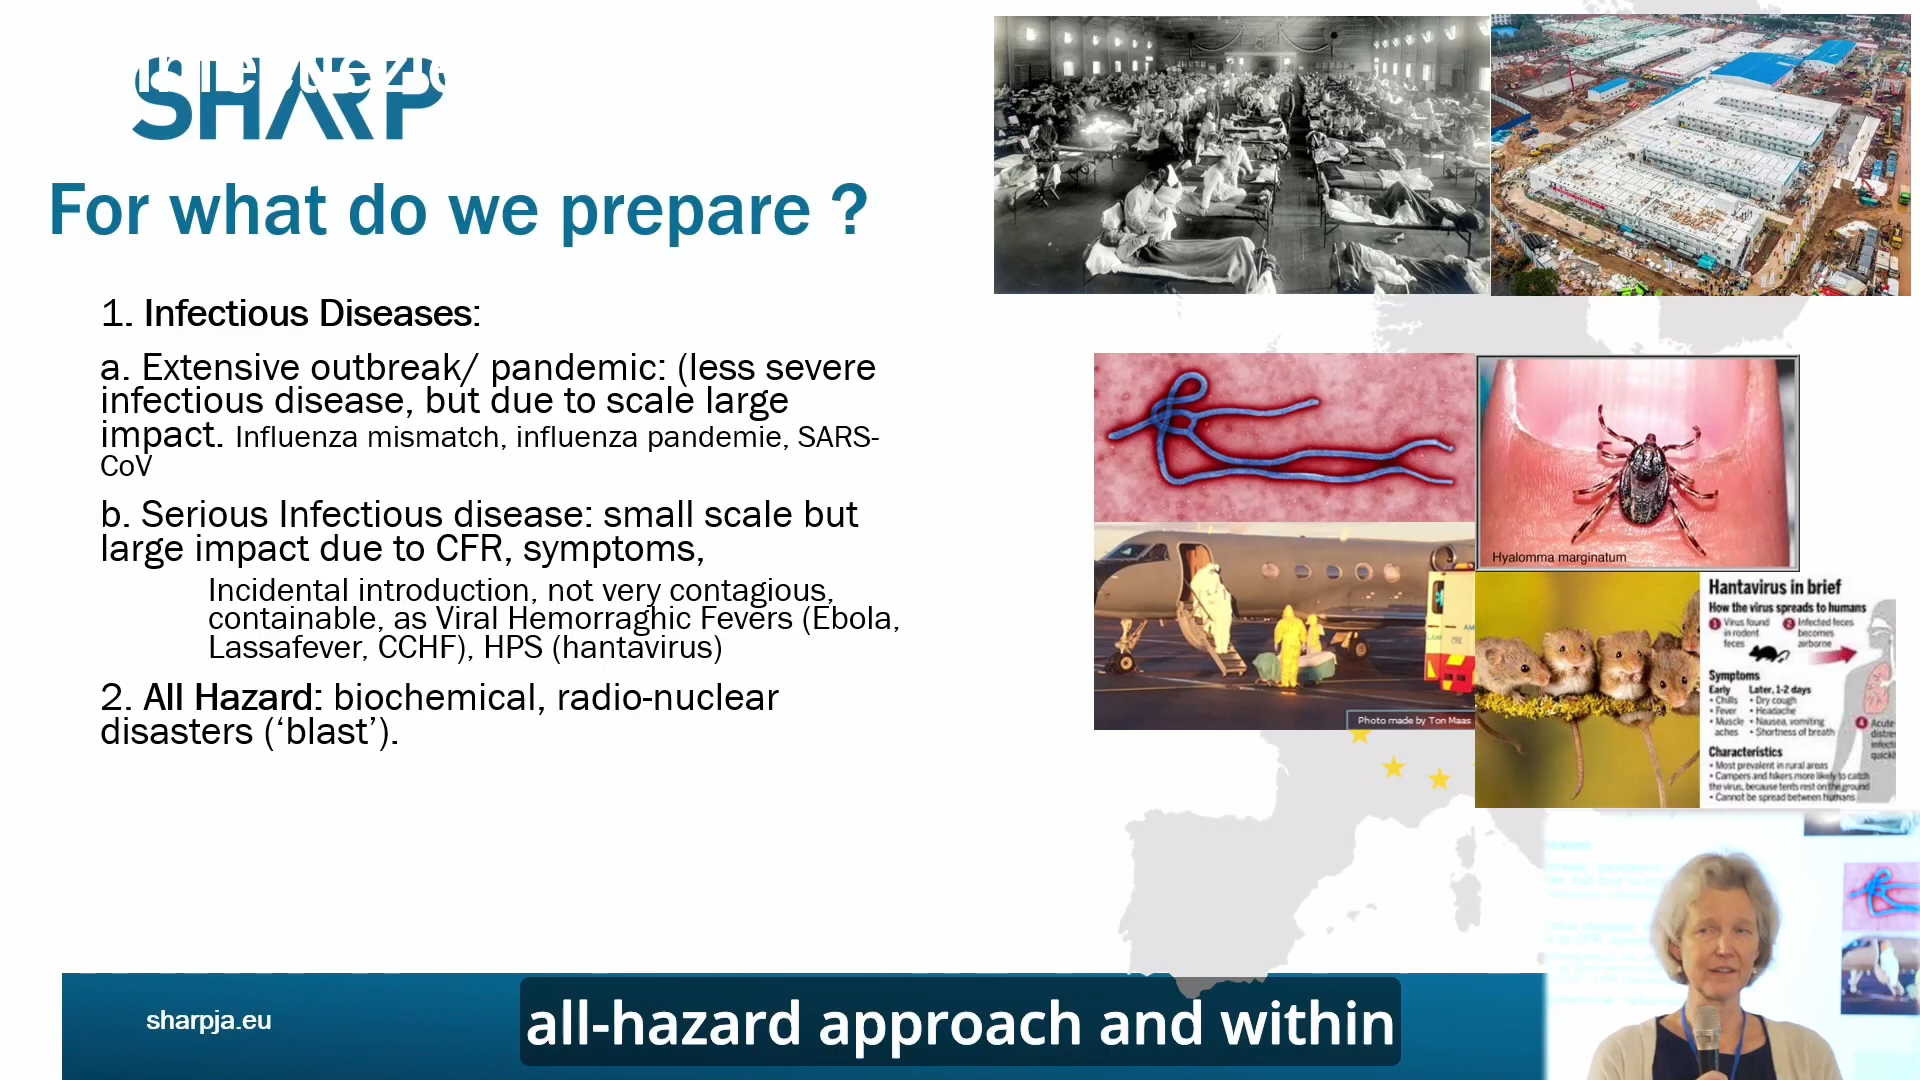 SHARP
For what do we prepare ?
1. Infectious Diseases:
a. Extensive outbreak/ pandemic: (less severe
infectious disease, but due to scale large
impact. Influenza mismatch, influenza pandemie, SARS-
CoV
b. Serious Infectious disease: small scale but
large impact due to CFR, symptoms,
Incidental introduction, not very contagious,
containable, as Viral Hemorraghic Fevers (Ebola,
Lassafever, CCHF), HPS (hantavirus)
2. All Hazard: biochemical, radio-nuclear
disasters (‘blast’).
Hyalomma marginatum
Photo made by Ton Maas
Hantavirus in brief
How the virus spreads to humans
1 Virus found
in rodent
feces
2 Infected feces
becomes
airborne
Symptoms
Early
• Chills
• Fever
• Muscle
aches
Later, 1-2 days
• Dry cough
• Headache
• Nausea, vomiting
• Shortness of breath
4 Acute
Characteristics
• Most prevalent in rural areas
• Campers and hikers more likely to catch
the virus, because tents rest on the ground
• Cannot be spread between humans
sharpja.eu
all-hazard approach and within